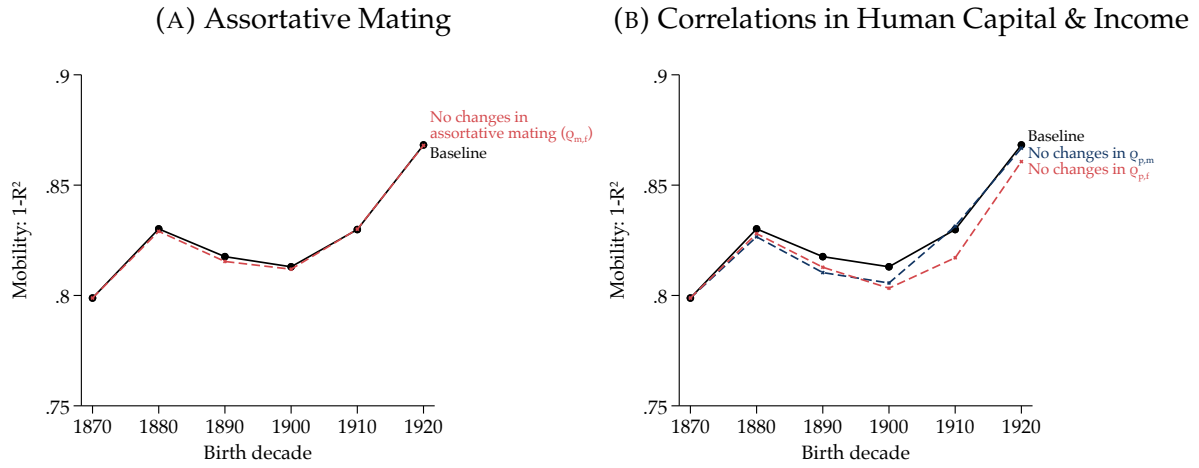 (A) Assortative Mating
.9
.85
.8
.75
Mobility: 1-R²
No changes in
assortative mating (ϱm,f)
Baseline
1870 1880 1890 1900 1910 1920
Birth decade
(B) Correlations in Human Capital & Income
.9
.85
.8
.75
Mobility: 1-R²
Baseline
No changes in ϱp,m
No changes in ϱp,f
1870 1880 1890 1900 1910 1920
Birth decade